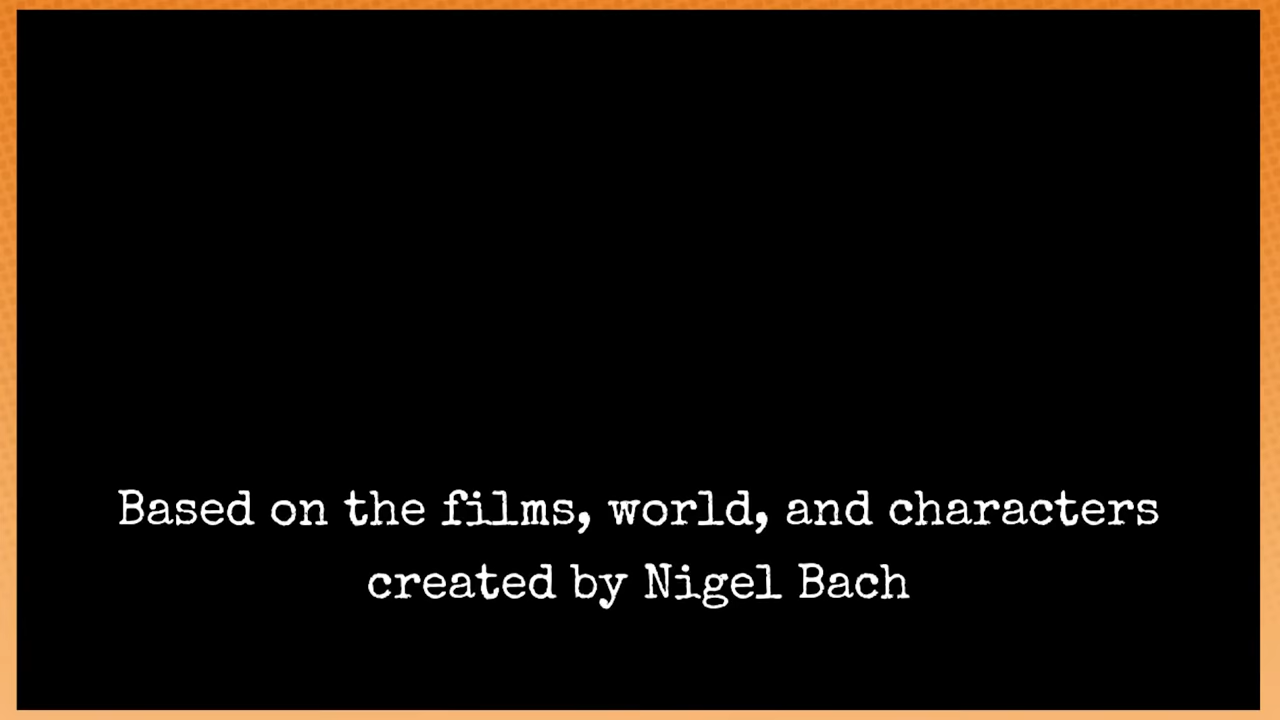 Based on the films, world, and characters
created by Nigel Bach